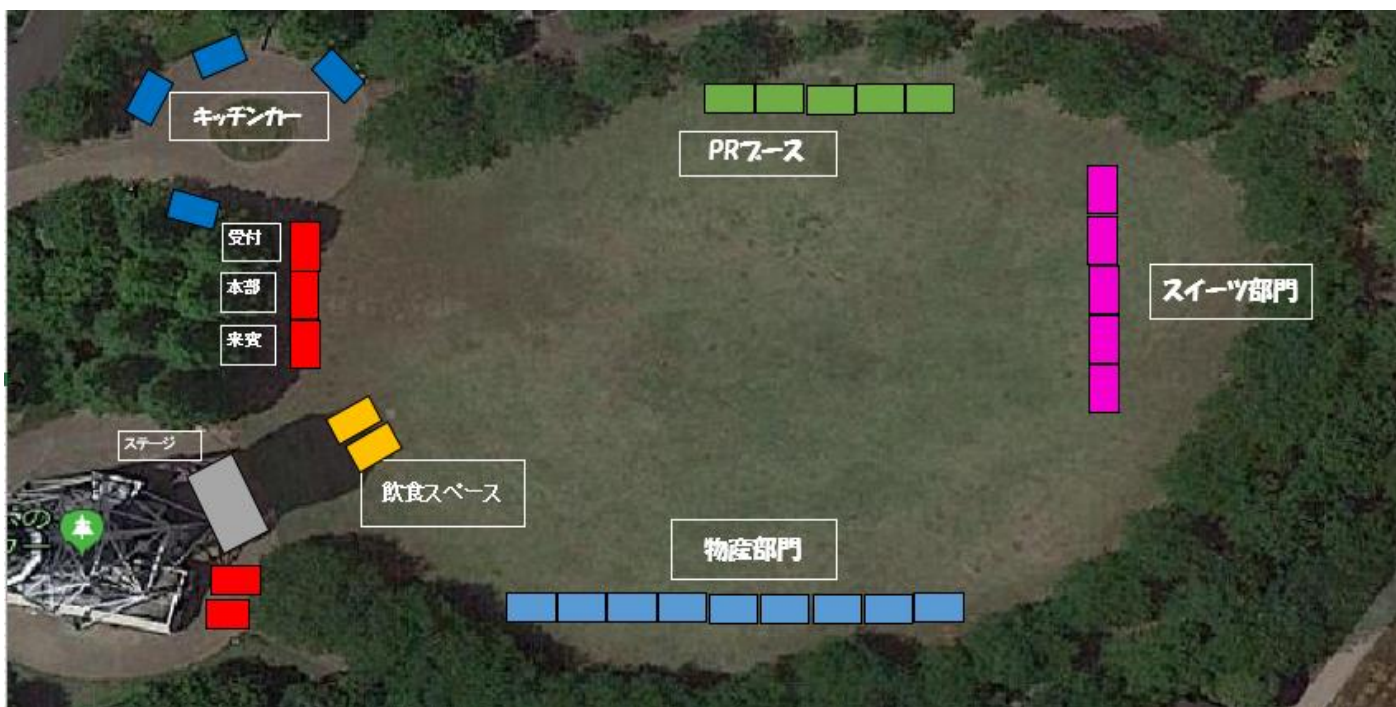 キッチンカー
PRブース
受付
本部
来賓
スイーツ部門
ステージ
飲食スペース
物産部門